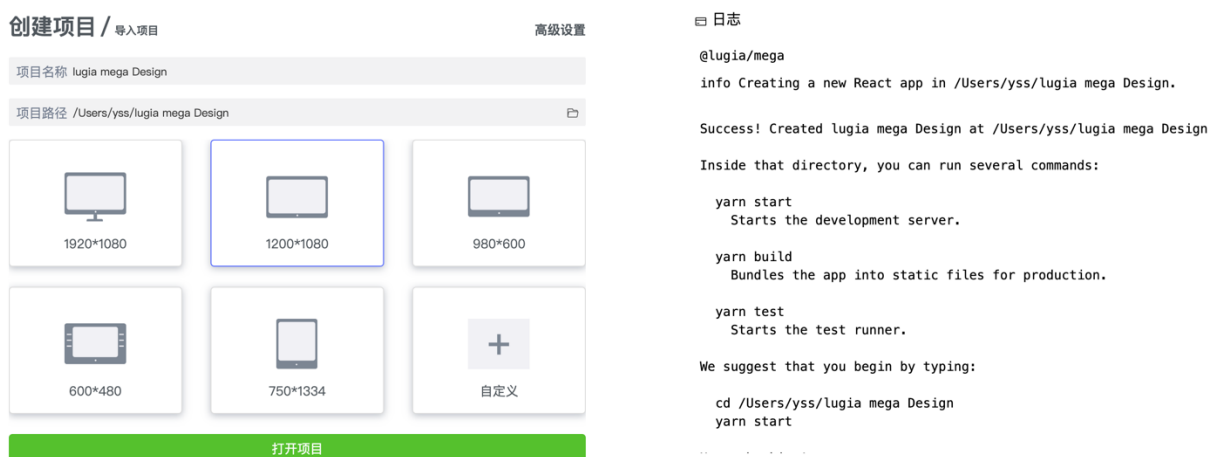 创建项目 / 导入项目
高级设置
项目名称 lugia mega Design
项目路径 /Users/yss/lugia mega Design
1920*1080
1200*1080
980*600
600*480
750*1334
自定义
打开项目
日志
@lugia/mega
info Creating a new React app in /Users/yss/lugia mega Design.
Success! Created lugia mega Design at /Users/yss/lugia mega Design
Inside that directory, you can run several commands:
yarn start
Starts the development server.
yarn build
Bundles the app into static files for production.
yarn test
Starts the test runner.
We suggest that you begin by typing:
cd /Users/yss/lugia mega Design
yarn start